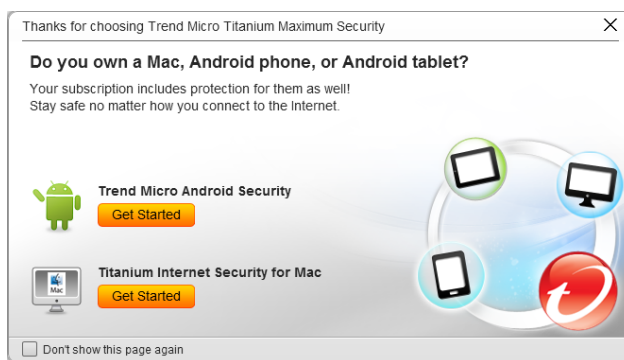 Thanks for choosing Trend Micro Titanium Maximum Security
Do you own a Mac, Android phone, or Android tablet?
Your subscription includes protection for them as well!
Stay safe no matter how you connect to the Internet.
Trend Micro Android Security
Get Started
Titanium Internet Security for Mac
Mac
Get Started
Don't show this page again